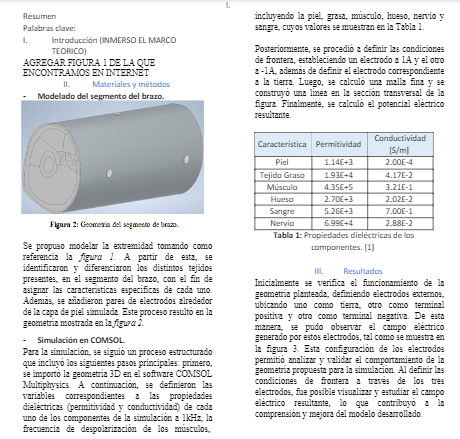 Resumen
Palabras clave:
I. Introducción (INMERSO EL MARCO
TEORICO)
AGREGAR FIGURA 1 DE LA QUE
ENCONTRAMOS EN INTERNET
II. Materiales y métodos
- Modelado del segmento del brazo.
Figura 2: Geometría del segmento de brazo.
Se propuso modelar la extremidad tomando como
referencia la figura 1. A partir de esta, se
identificaron y diferenciaron los distintos tejidos
presentes, en el segmento del brazo, con el fin de
asignar las características específicas de cada uno.
Además, se añadieron pares de electrodos alrededor
de la capa de piel simulada. Este proceso resultó en la
geometría mostrada en la figura 2.
- Simulación en COMSOL.
Para la simulación, se siguió un proceso estructurado
que incluyó los siguientes pasos principales: primero,
se importó la geometría 3D en el software COMSOL
Multiphysics. A continuación, se definieron las
variables correspondientes a las propiedades
dieléctricas (permitividad y conductividad) de cada
uno de los componentes de la simulación a 1kHz, la
frecuencia de despolarización de los músculos,
I.
incluyendo la piel, grasa, músculo, hueso, nervio y
sangre, cuyos valores se muestran en la Tabla 1.
Posteriormente, se procedió a definir las condiciones
de frontera, estableciendo un electrodo a 1A y el otro
a -1A, además de definir el electrodo correspondiente
a la tierra. Luego, se calculó una malla fina y se
construyó una línea en la sección transversal de la
figura. Finalmente, se calculó el potencial eléctrico
resultante.
Característica Permitividad Conductividad [S/m]
Piel 1.14E+3 2.00E-4
Tejido Graso 1.93E+4 4.17E-2
Músculo 4.35E+5 3.21E-1
Hueso 2.70E+3 2.02E-2
Sangre 5.26E+3 7.00E-1
Nervio 6.99E+4 2.88E-2
Tabla 1: Propiedades dieléctricas de los
componentes. [1]
III. Resultados
Inicialmente se verifica el funcionamiento de la
geometría planteada, definiendo electrodos externos,
ubicando uno como tierra, otro como terminal
positiva y otro como terminal negativa. De esta
manera, se pudo observar el campo eléctrico
generado por estos electrodos, tal como se muestra en
la figura 3. Esta configuración de los electrodos
permitió analizar y validar el comportamiento de la
geometría propuesta para la simulación. Al definir las
condiciones de frontera a través de los tres
electrodos, fue posible visualizar y estudiar el campo
eléctrico resultante, lo que contribuyó a la
comprensión y mejora del modelo desarrollado.